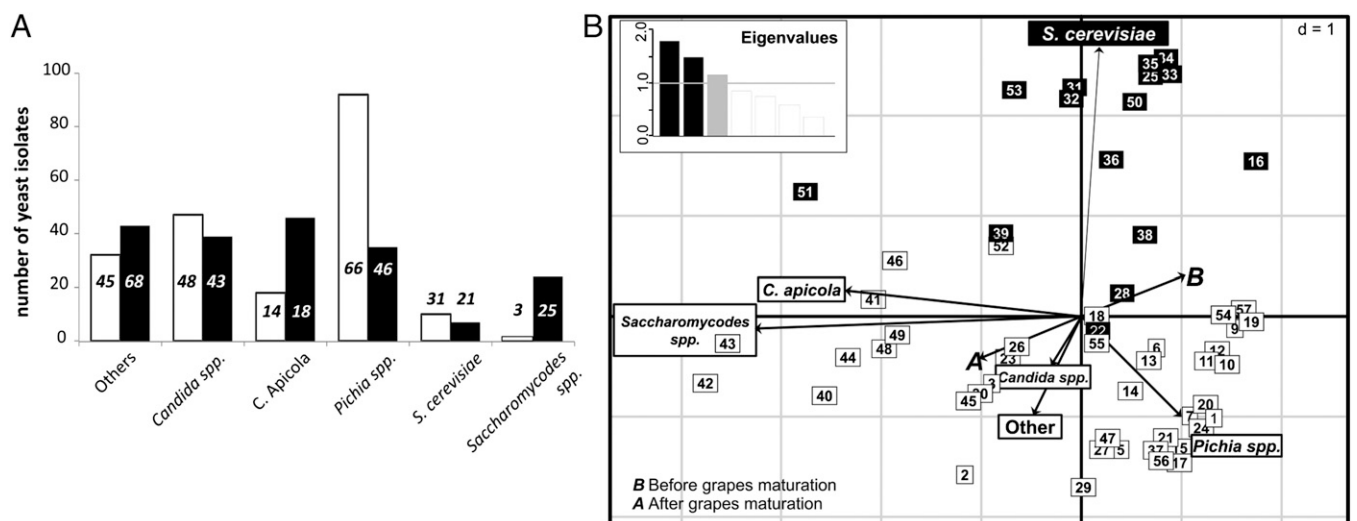 A
number of yeast isolates
100
80
60
40
20
0
45 68 48 43 14 18 66 46 31 21 3 25
Others
Candida spp.
C. Apicola
Pichia spp.
S. cerevisiae
Saccharomycodes
spp.
B
Eigenvalues
2.0
1.0
0.0
d = 1
S. cerevisiae
35 34
25 33
53 31
32 50
36 16
51
39 38
52
46
C. apicola
41
28
B
Saccharomycodes
spp.
43
49
48
44
42
40
18
22
55
54 57
19
9
26
23
A
Candida spp.
3
45
Other
6
13
12
11 10
14
20
7 1
24
Pichia spp.
47
27 5
21
37
56 17
2
29
B Before grapes maturation
A After grapes maturation